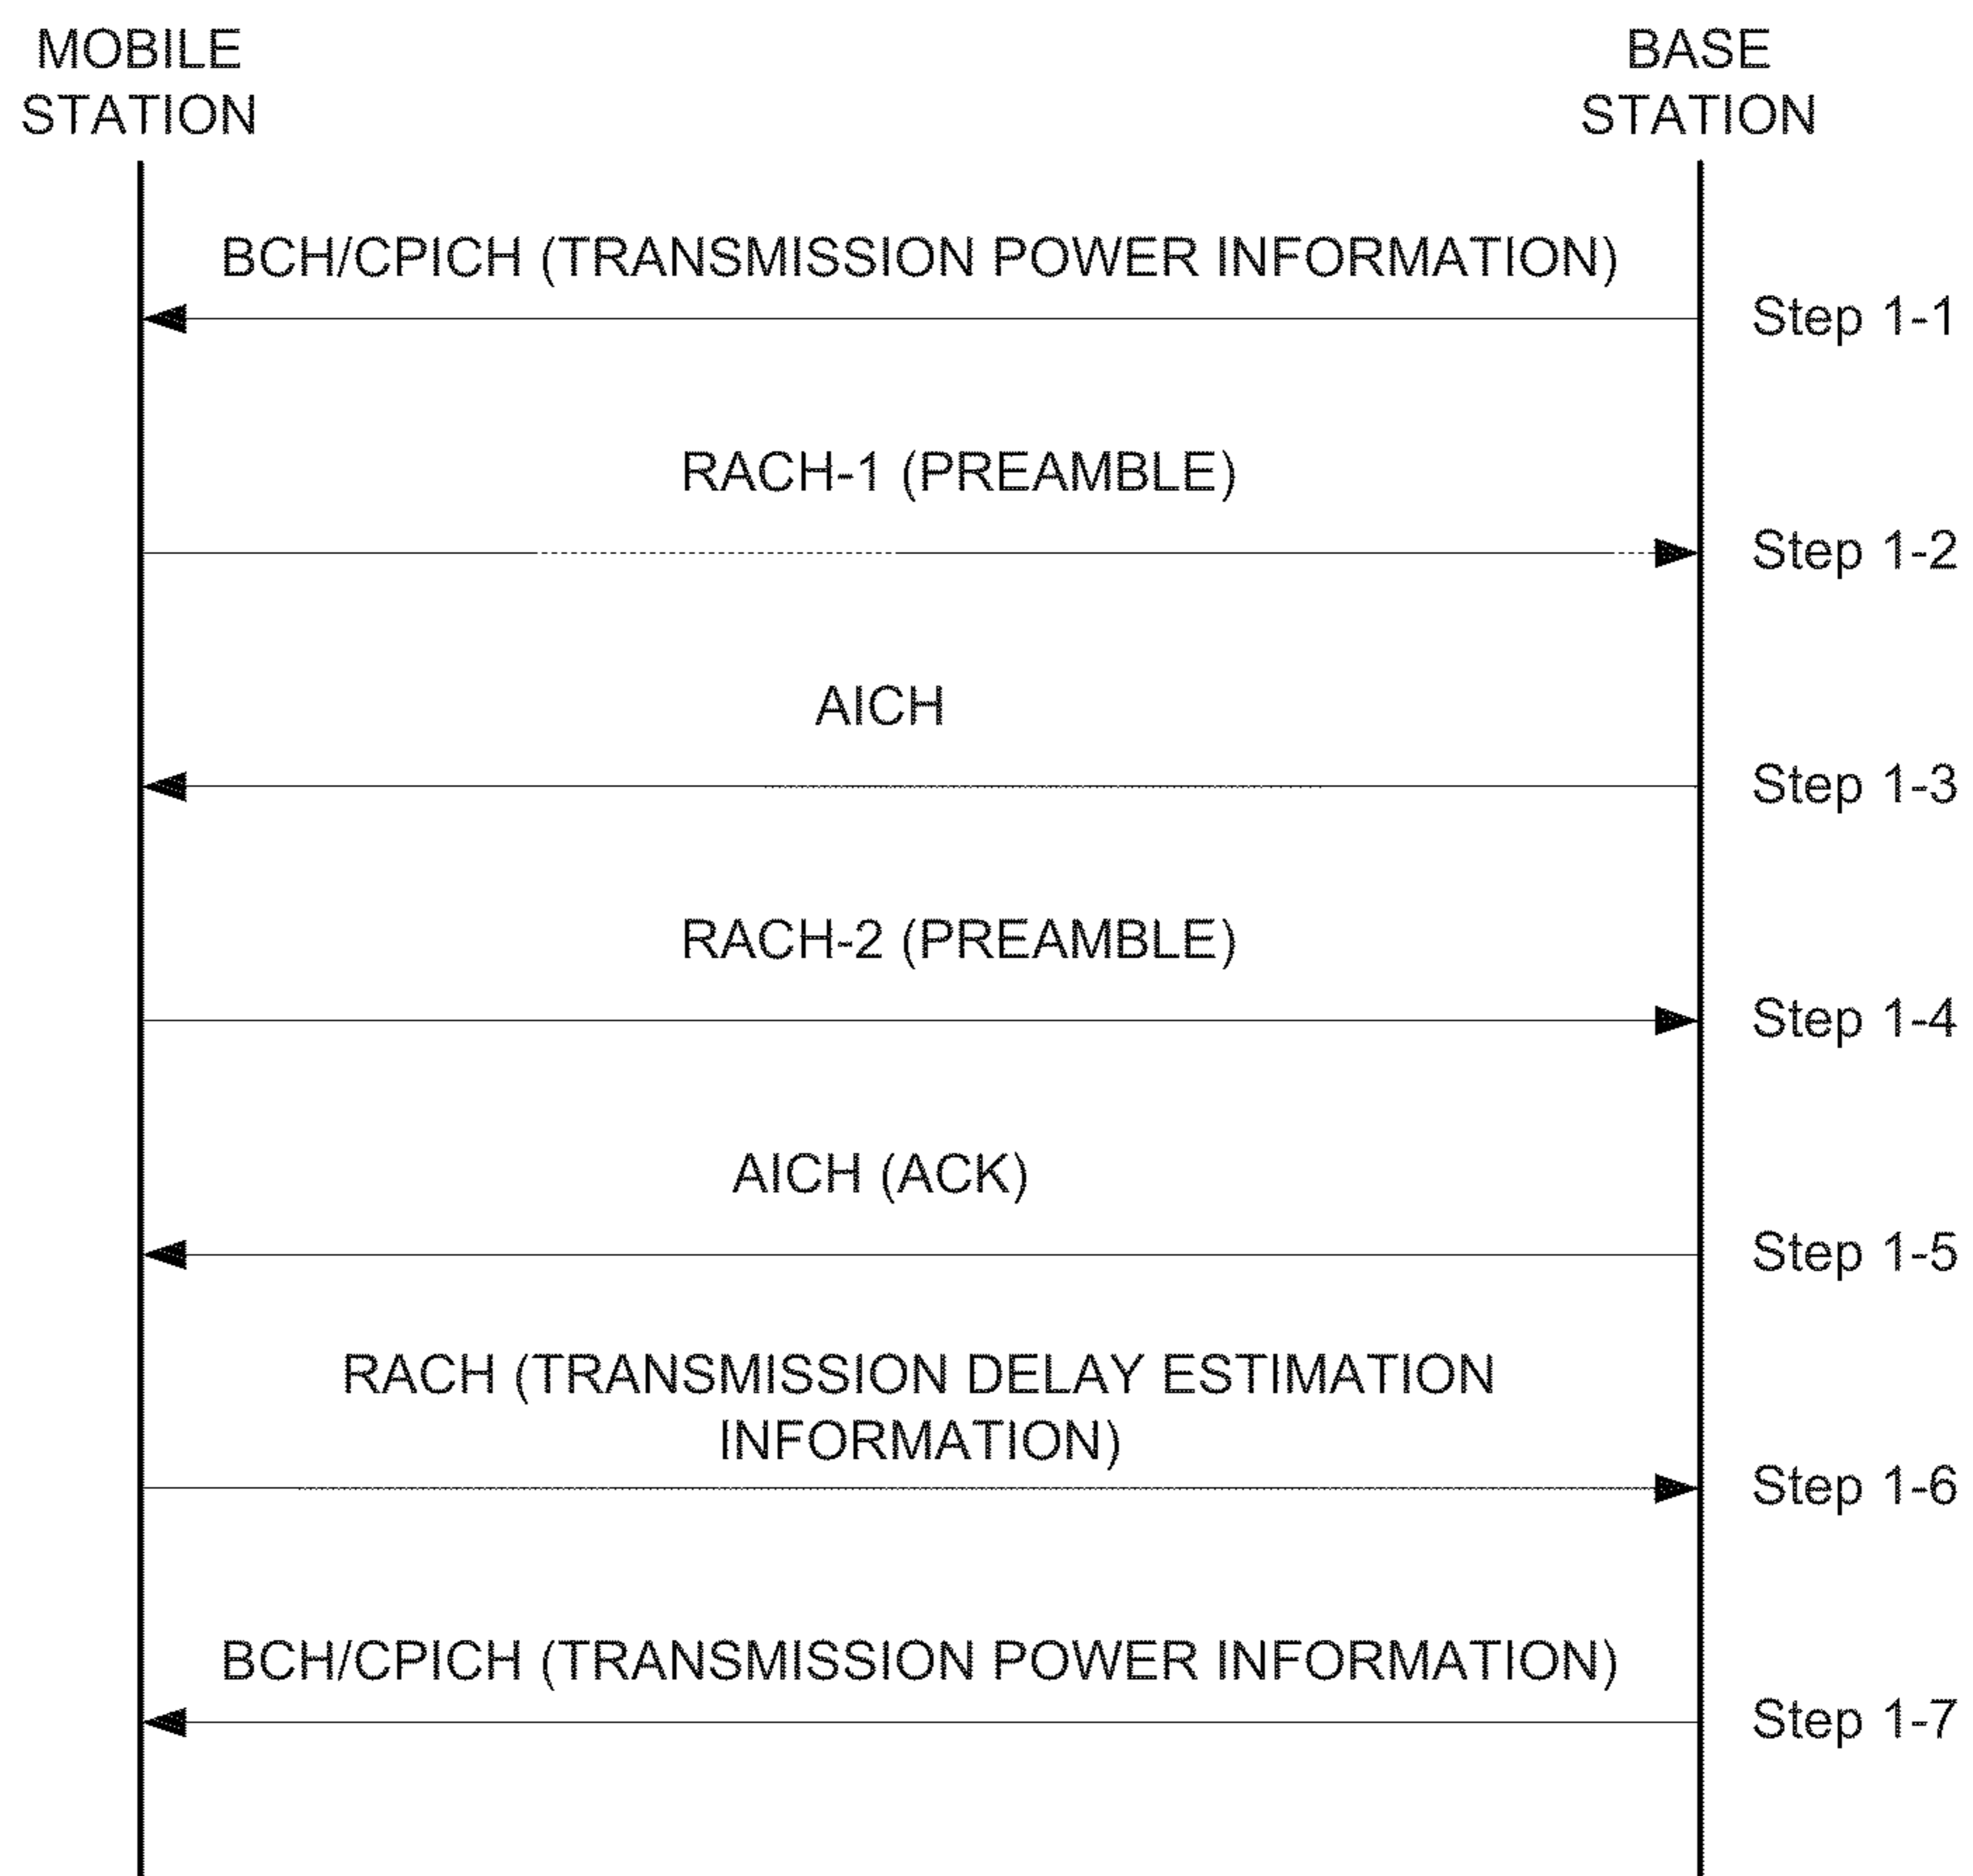 MOBILE
STATION
BASE
STATION
BCH/CPICH (TRANSMISSION POWER INFORMATION)
Step 1-1
RACH-1 (PREAMBLE)
Step 1-2
AICH
Step 1-3
RACH-2 (PREAMBLE)
Step 1-4
AICH (ACK)
Step 1-5
RACH (TRANSMISSION DELAY ESTIMATION
INFORMATION)
Step 1-6
BCH/CPICH (TRANSMISSION POWER INFORMATION)
Step 1-7